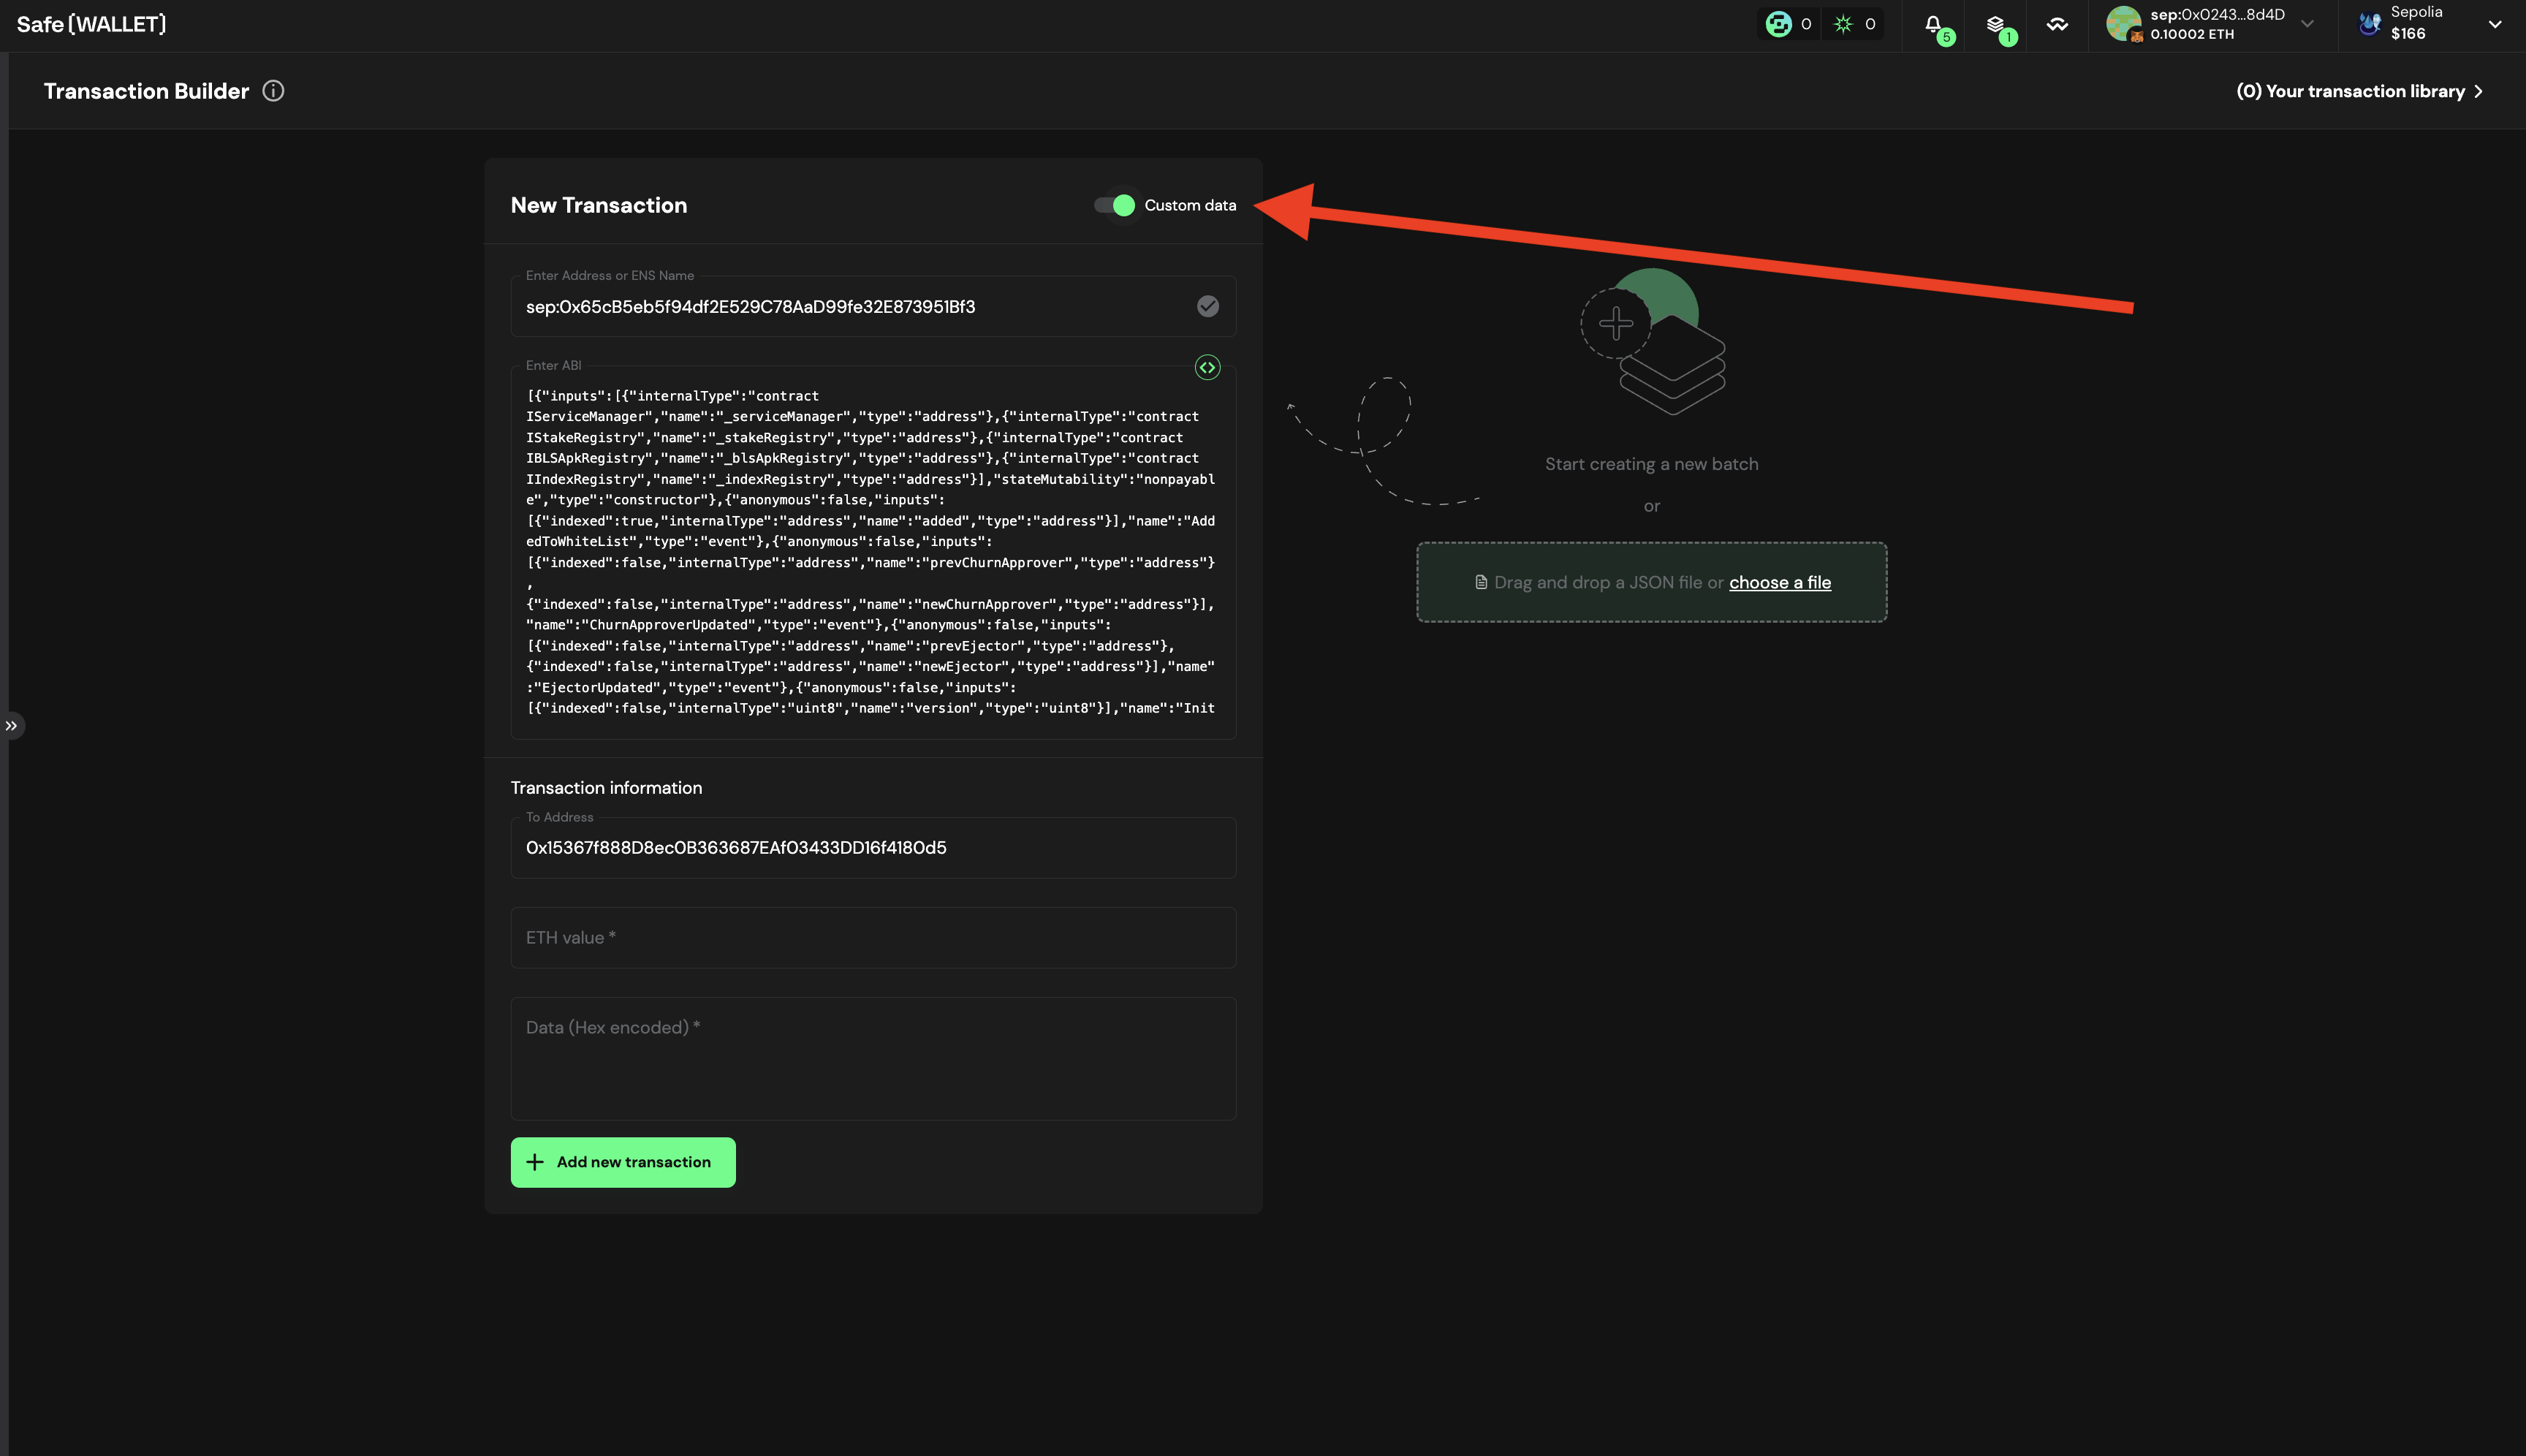 Safe{WALLET}
0
0
5
1
sep:0x0243...8d4D
0.10002 ETH
Sepolia
$166
Transaction Builder
(0) Your transaction library
New Transaction
Custom data
Enter Address or ENS Name
sep:0x65cB5eb5f94df2E529C78AaD99fe32E873951Bf3
Enter ABI
[{"inputs":[{"internalType":"contract
IServiceManager","name":"_serviceManager","type":"address"},{"internalType":"contract
IStakeRegistry","name":"_stakeRegistry","type":"address"},{"internalType":"contract
IBLSApkRegistry","name":"_blsApkRegistry","type":"address"},{"internalType":"contract
IIndexRegistry","name":"_indexRegistry","type":"address"}],"stateMutability":"nonpayabl
e","type":"constructor"},{"anonymous":false,"inputs":
[{"indexed":true,"internalType":"address","name":"added","type":"address"}],"name":"Add
edToWhiteList","type":"event"},{"anonymous":false,"inputs":
[{"indexed":false,"internalType":"address","name":"prevChurnApprover","type":"address"}
,
{"indexed":false,"internalType":"address","name":"newChurnApprover","type":"address"}],
"name":"ChurnApproverUpdated","type":"event"},{"anonymous":false,"inputs":
[{"indexed":false,"internalType":"address","name":"prevEjector","type":"address"},
{"indexed":false,"internalType":"address","name":"newEjector","type":"address"}],"name"
:"EjectorUpdated","type":"event"},{"anonymous":false,"inputs":
[{"indexed":false,"internalType":"uint8","name":"version","type":"uint8"}],"name":"Init
Transaction information
To Address
0x15367f888D8ec0B363687EAf03433DD16f4180d5
ETH value *
Data (Hex encoded) *
Add new transaction
Start creating a new batch
or
Drag and drop a JSON file or choose a file